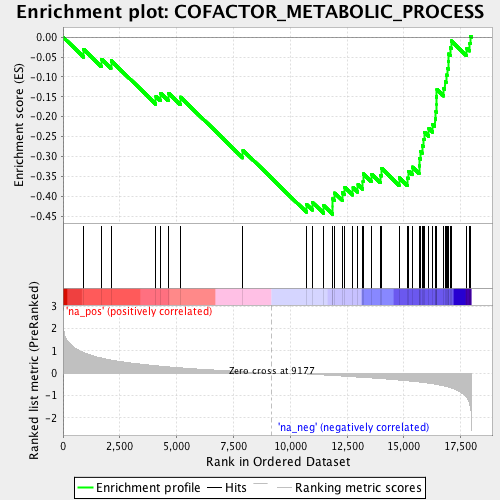 Enrichment plot: COFACTOR_METABOLIC_PROCESS
Enrichment score (ES)
0.00
-0.05
-0.10
-0.15
-0.20
-0.25
-0.30
-0.35
-0.40
-0.45
'na_pos' (positively correlated)
Ranked list metric (PreRanked)
3
2
1
0
-1
-2
Zero cross at 9177
'na_neg' (negatively correlated)
0 2,500 5,000 7,500 10,000 12,500 15,000 17,500
Rank in Ordered Dataset
Enrichment profile Hits Ranking metric scores